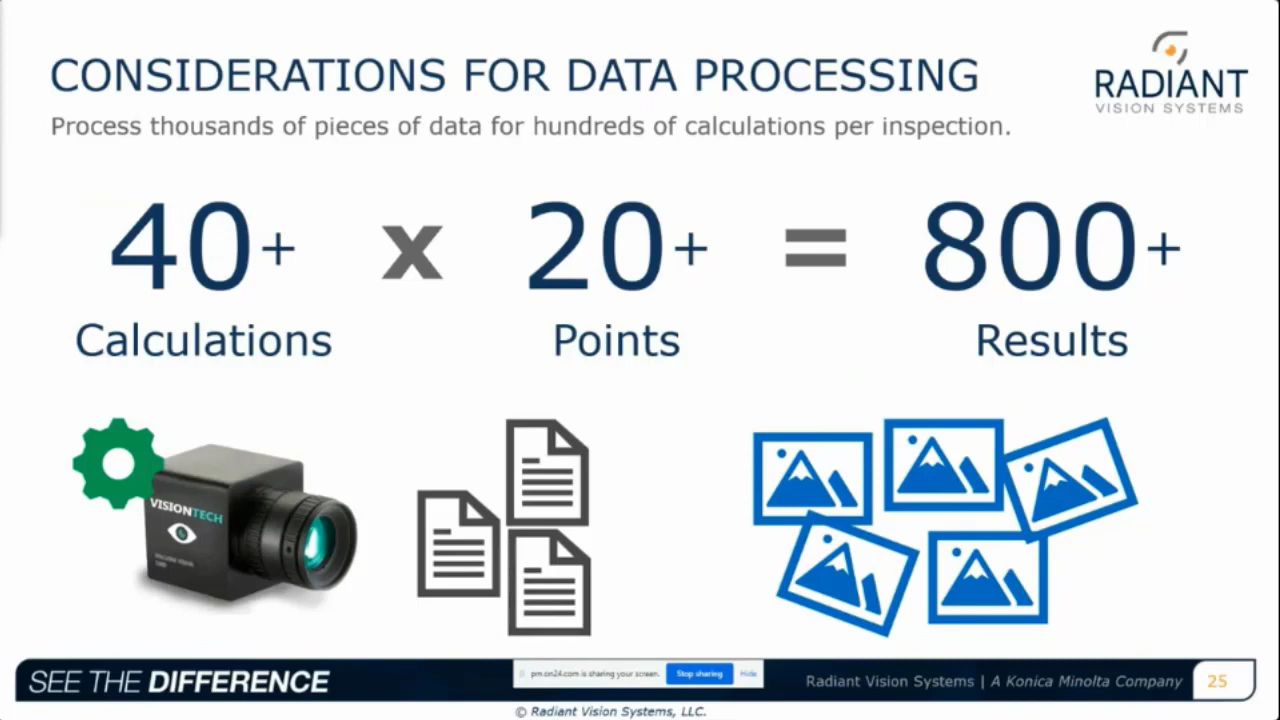 CONSIDERATIONS FOR DATA PROCESSING
RADIANT
VISION SYSTEMS
Process thousands of pieces of data for hundreds of calculations per inspection.
40+ x 20+ = 800+
Calculations Points Results
VISIONTECH
SEE THE DIFFERENCE
pm.on24.com is sharing your screen. Stop sharing Hide
Radiant Vision Systems | A Konica Minolta Company 25
© Radiant Vision Systems, LLC.